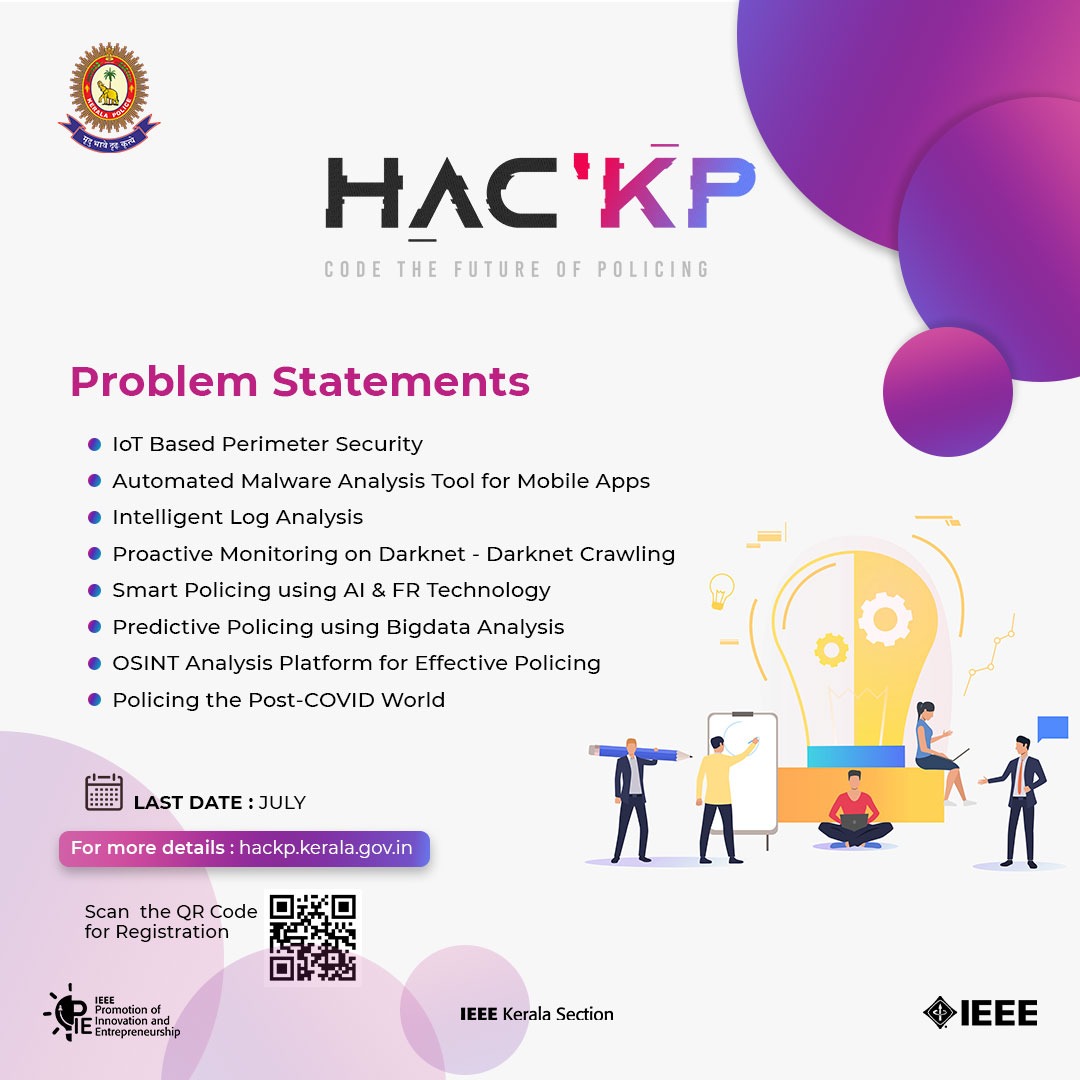 KERALA POLICE
मृदु भावे दृढ़ कृत्ये
HAC'KP
CODE THE FUTURE OF POLICING
Problem Statements
IoT Based Perimeter Security
Automated Malware Analysis Tool for Mobile Apps
Intelligent Log Analysis
Proactive Monitoring on Darknet - Darknet Crawling
Smart Policing using AI & FR Technology
Predictive Policing using Bigdata Analysis
OSINT Analysis Platform for Effective Policing
Policing the Post-COVID World
LAST DATE : JULY
For more details : hackp.kerala.gov.in
Scan the QR Code
for Registration
PIE
IEEE
Promotion of
Innovation and
Entrepreneurship
IEEE Kerala Section
IEEE